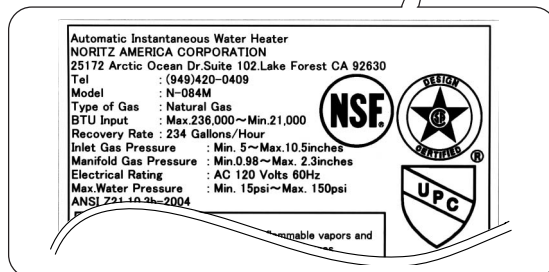 Automatic Instantaneous Water Heater
NORITZ AMERICA CORPORATION
25172 Arctic Ocean Dr.Suite 102.Lake Forest CA 92630
Tel : (949)420-0409
Model : N-084M
Type of Gas : Natural Gas
BTU Input : Max.236,000～Min.21,000
Recovery Rate : 234 Gallons/Hour
Inlet Gas Pressure : Min. 5～Max.10.5inches
Manifold Gas Pressure : Min.0.98～Max. 2.3inches
Electrical Rating : AC 120 Volts 60Hz
Max.Water Pressure : Min. 15psi～Max. 150psi
ANSI Z21.10.3b-2004
vapors and
NSF.
DESIGN
CERTIFIED
®
UPC